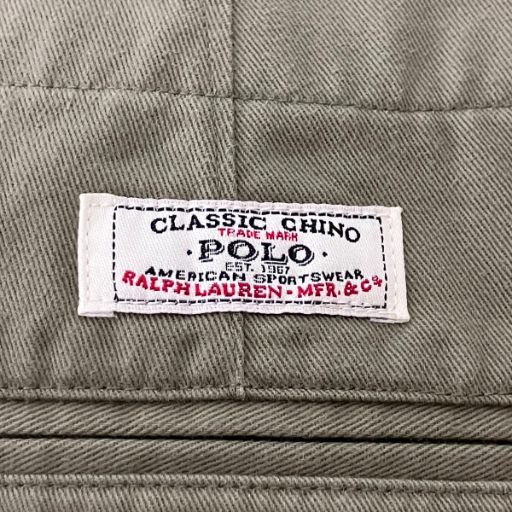 CLASSIC CHINO
TRADE MARK
· POLO ·
EST. 1967
AMERICAN SPORTSWEAR
RALPH LAUREN - MFR. & Co